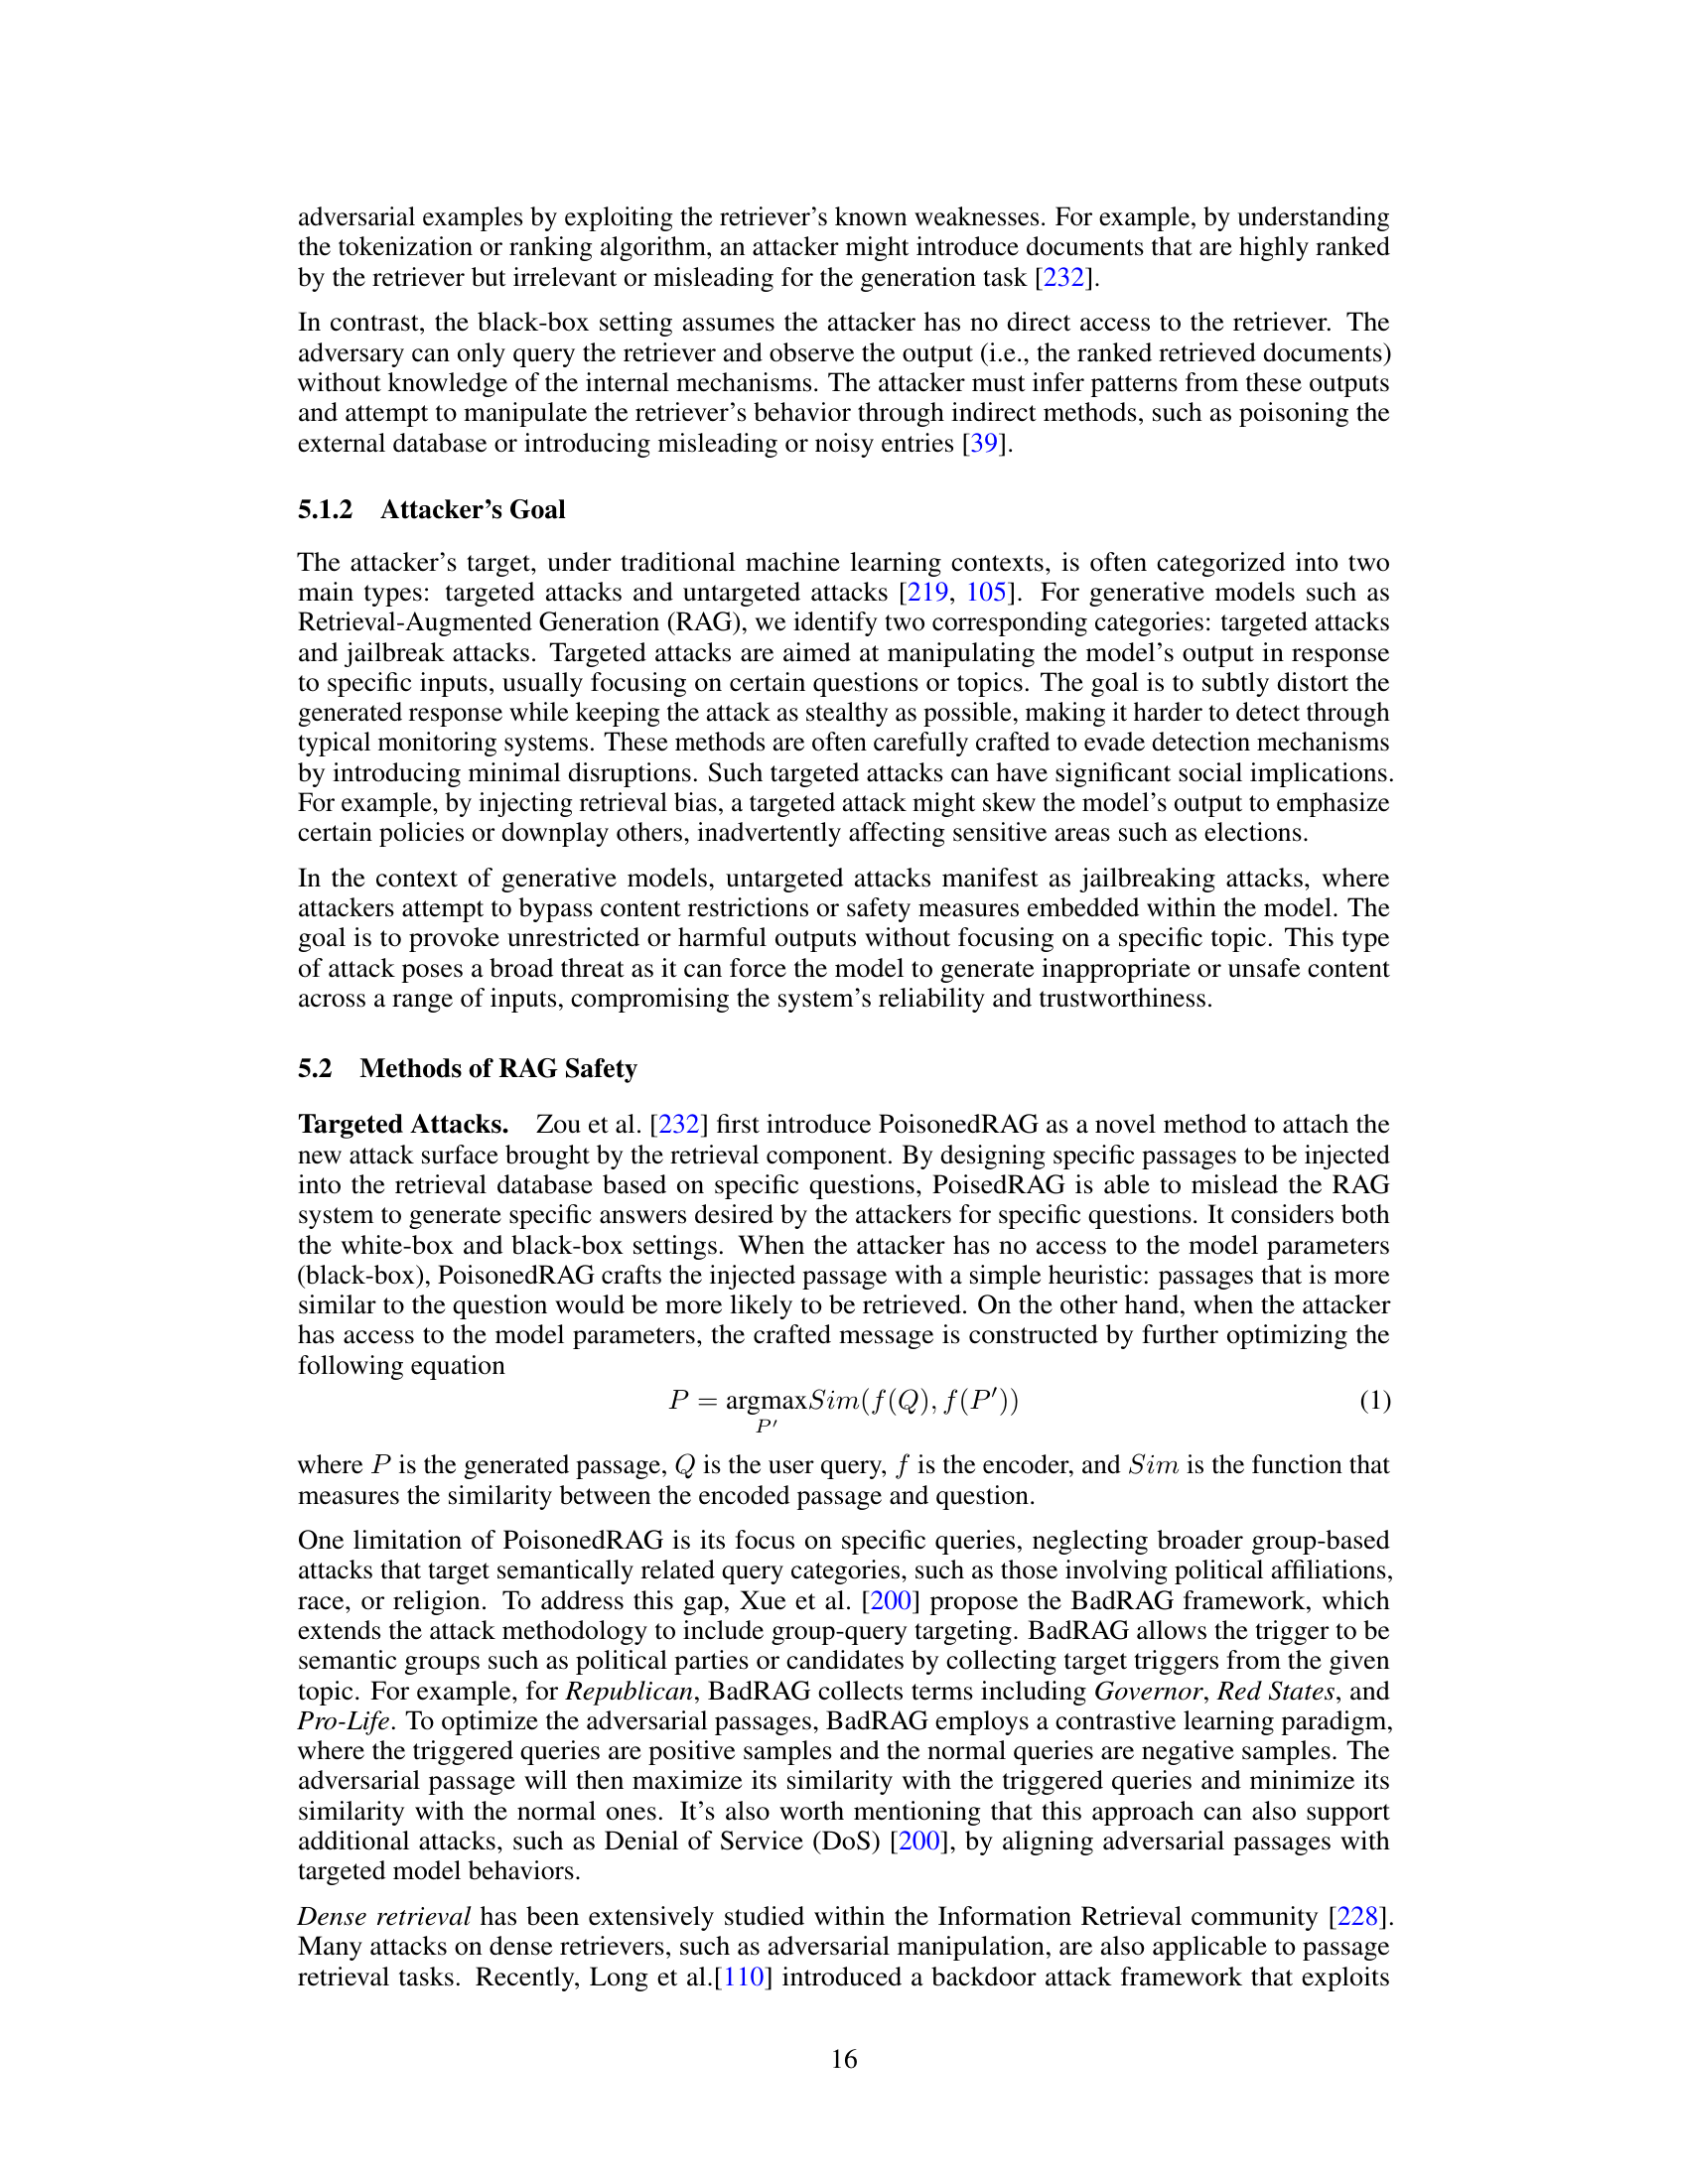 adversarial examples by exploiting the retriever's known weaknesses. For example, by understanding
the tokenization or ranking algorithm, an attacker might introduce documents that are highly ranked
by the retriever but irrelevant or misleading for the generation task [232].
In contrast, the black-box setting assumes the attacker has no direct access to the retriever. The
adversary can only query the retriever and observe the output (i.e., the ranked retrieved documents)
without knowledge of the internal mechanisms. The attacker must infer patterns from these outputs
and attempt to manipulate the retriever's behavior through indirect methods, such as poisoning the
external database or introducing misleading or noisy entries [39].
5.1.2 Attacker's Goal
The attacker's target, under traditional machine learning contexts, is often categorized into two
main types: targeted attacks and untargeted attacks [219, 105]. For generative models such as
Retrieval-Augmented Generation (RAG), we identify two corresponding categories: targeted attacks
and jailbreak attacks. Targeted attacks are aimed at manipulating the model's output in response
to specific inputs, usually focusing on certain questions or topics. The goal is to subtly distort the
generated response while keeping the attack as stealthy as possible, making it harder to detect through
typical monitoring systems. These methods are often carefully crafted to evade detection mechanisms
by introducing minimal disruptions. Such targeted attacks can have significant social implications.
For example, by injecting retrieval bias, a targeted attack might skew the model's output to emphasize
certain policies or downplay others, inadvertently affecting sensitive areas such as elections.
In the context of generative models, untargeted attacks manifest as jailbreaking attacks, where
attackers attempt to bypass content restrictions or safety measures embedded within the model. The
goal is to provoke unrestricted or harmful outputs without focusing on a specific topic. This type
of attack poses a broad threat as it can force the model to generate inappropriate or unsafe content
across a range of inputs, compromising the system's reliability and trustworthiness.
5.2 Methods of RAG Safety
Targeted Attacks. Zou et al. [232] first introduce PoisonedRAG as a novel method to attach the
new attack surface brought by the retrieval component. By designing specific passages to be injected
into the retrieval database based on specific questions, PoisedRAG is able to mislead the RAG
system to generate specific answers desired by the attackers for specific questions. It considers both
the white-box and black-box settings. When the attacker has no access to the model parameters
(black-box), PoisonedRAG crafts the injected passage with a simple heuristic: passages that is more
similar to the question would be more likely to be retrieved. On the other hand, when the attacker
has access to the model parameters, the crafted message is constructed by further optimizing the
following equation
P = argmaxSim(f(Q), f(P′)) (1)
P′
where P is the generated passage, Q is the user query, f is the encoder, and Sim is the function that
measures the similarity between the encoded passage and question.
One limitation of PoisonedRAG is its focus on specific queries, neglecting broader group-based
attacks that target semantically related query categories, such as those involving political affiliations,
race, or religion. To address this gap, Xue et al. [200] propose the BadRAG framework, which
extends the attack methodology to include group-query targeting. BadRAG allows the trigger to be
semantic groups such as political parties or candidates by collecting target triggers from the given
topic. For example, for Republican, BadRAG collects terms including Governor, Red States, and
Pro-Life. To optimize the adversarial passages, BadRAG employs a contrastive learning paradigm,
where the triggered queries are positive samples and the normal queries are negative samples. The
adversarial passage will then maximize its similarity with the triggered queries and minimize its
similarity with the normal ones. It's also worth mentioning that this approach can also support
additional attacks, such as Denial of Service (DoS) [200], by aligning adversarial passages with
targeted model behaviors.
Dense retrieval has been extensively studied within the Information Retrieval community [228].
Many attacks on dense retrievers, such as adversarial manipulation, are also applicable to passage
retrieval tasks. Recently, Long et al.[110] introduced a backdoor attack framework that exploits
16